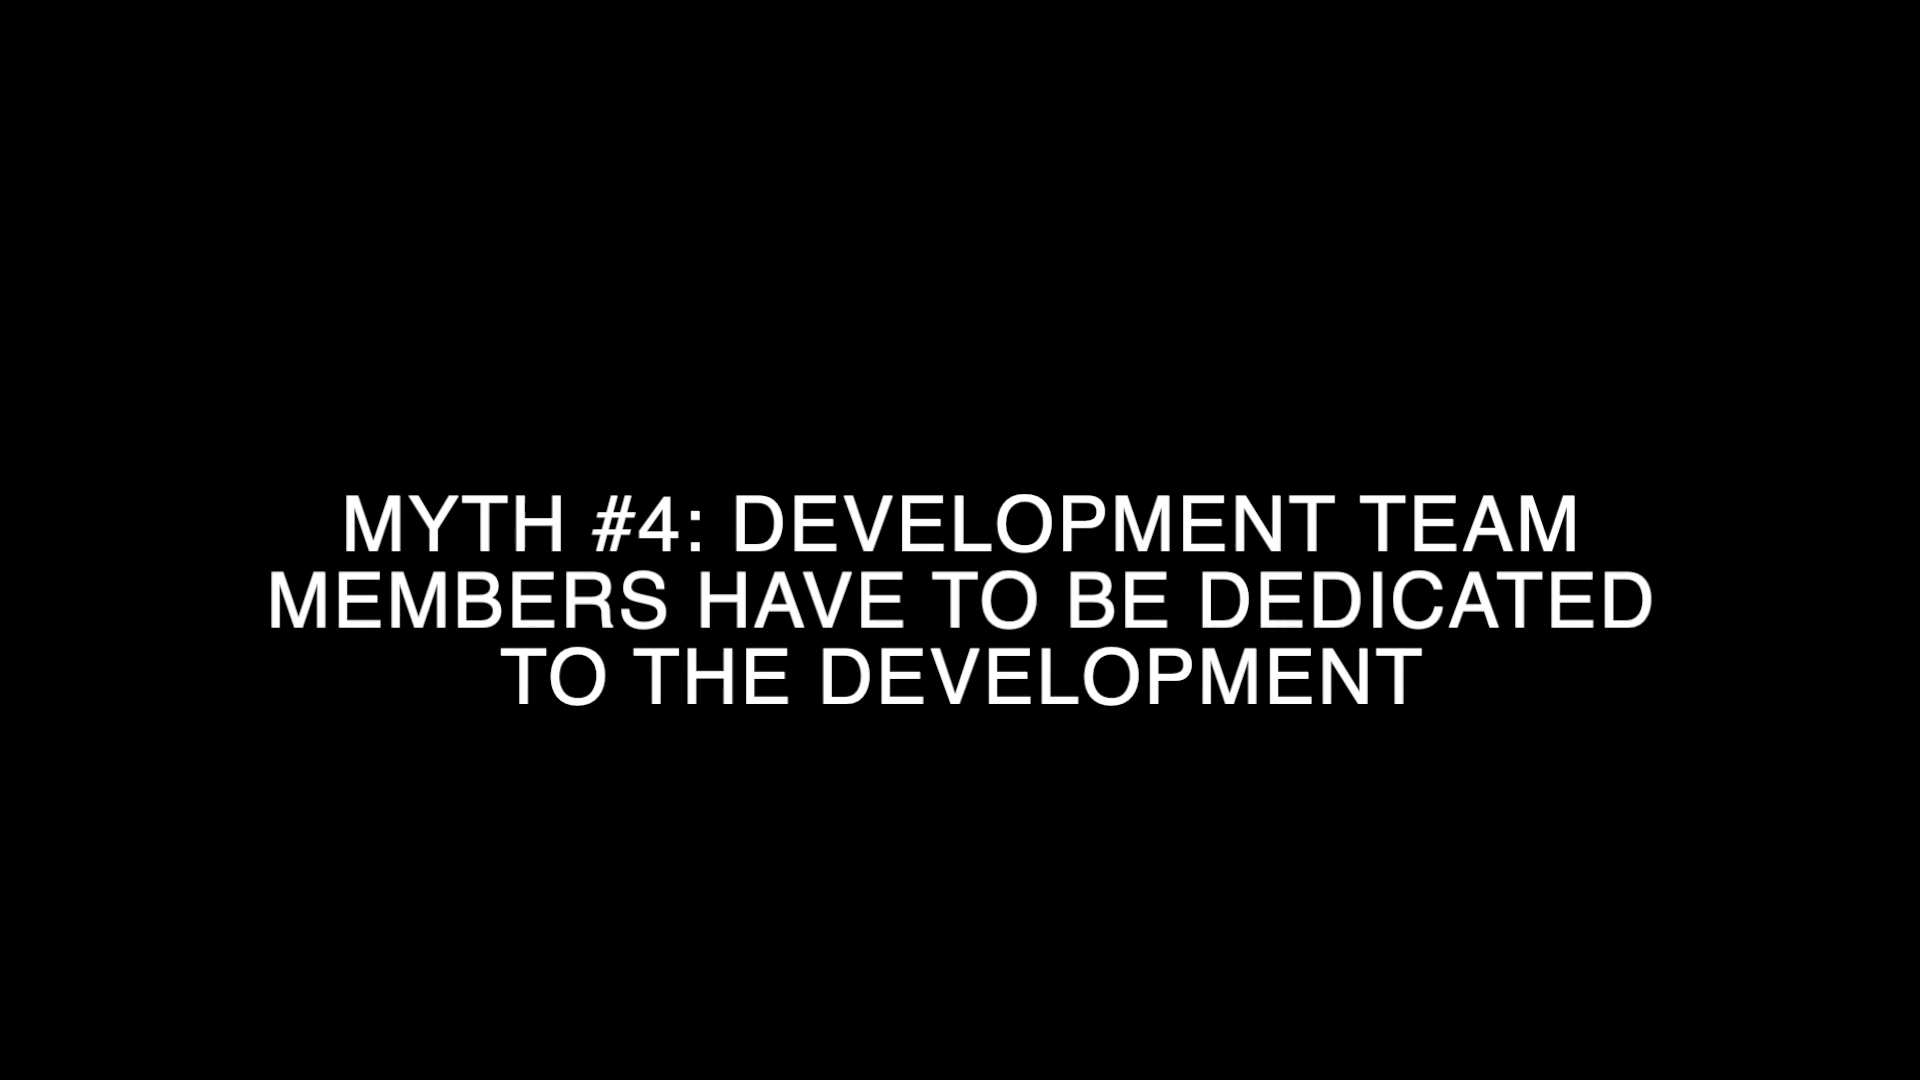 MYTH #4: DEVELOPMENT TEAM
MEMBERS HAVE TO BE DEDICATED
TO THE DEVELOPMENT